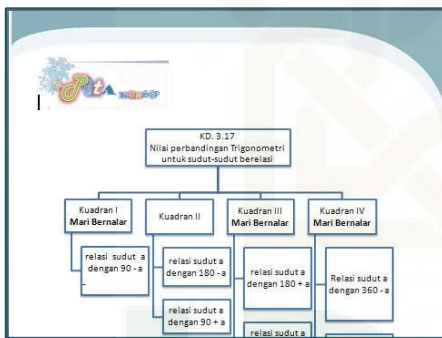 Peta Konsep
KD. 3.17
Nilai perbandingan Trigonometri
untuk sudut-sudut berelasi
Kuadran I
Mari Bernalar
Kuadran II
Kuadran III
Mari Bernalar
Kuadran IV
Mari Bernalar
relasi sudut a
dengan 90 - a
relasi sudut a
dengan 180 - a
relasi sudut a
dengan 180 + a
Relasi sudut a
dengan 360 - a
relasi sudut a
dengan 90 + a
relasi sudut a